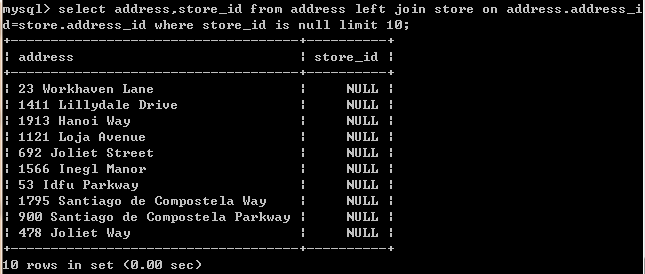 mysql> select address,store_id from address left join store on address.address_i
d=store.address_id where store_id is null limit 10;
+----------------------------------+----------+
¦ address                          ¦ store_id ¦
+----------------------------------+----------+
¦ 23 Workhaven Lane                ¦     NULL ¦
¦ 1411 Lillydale Drive             ¦     NULL ¦
¦ 1913 Hanoi Way                   ¦     NULL ¦
¦ 1121 Loja Avenue                 ¦     NULL ¦
¦ 692 Joliet Street                ¦     NULL ¦
¦ 1566 Inegl Manor                 ¦     NULL ¦
¦ 53 Idfu Parkway                  ¦     NULL ¦
¦ 1795 Santiago de Compostela Way  ¦     NULL ¦
¦ 900 Santiago de Compostela Parkway ¦     NULL ¦
¦ 478 Joliet Way                   ¦     NULL ¦
+----------------------------------+----------+
10 rows in set (0.00 sec)